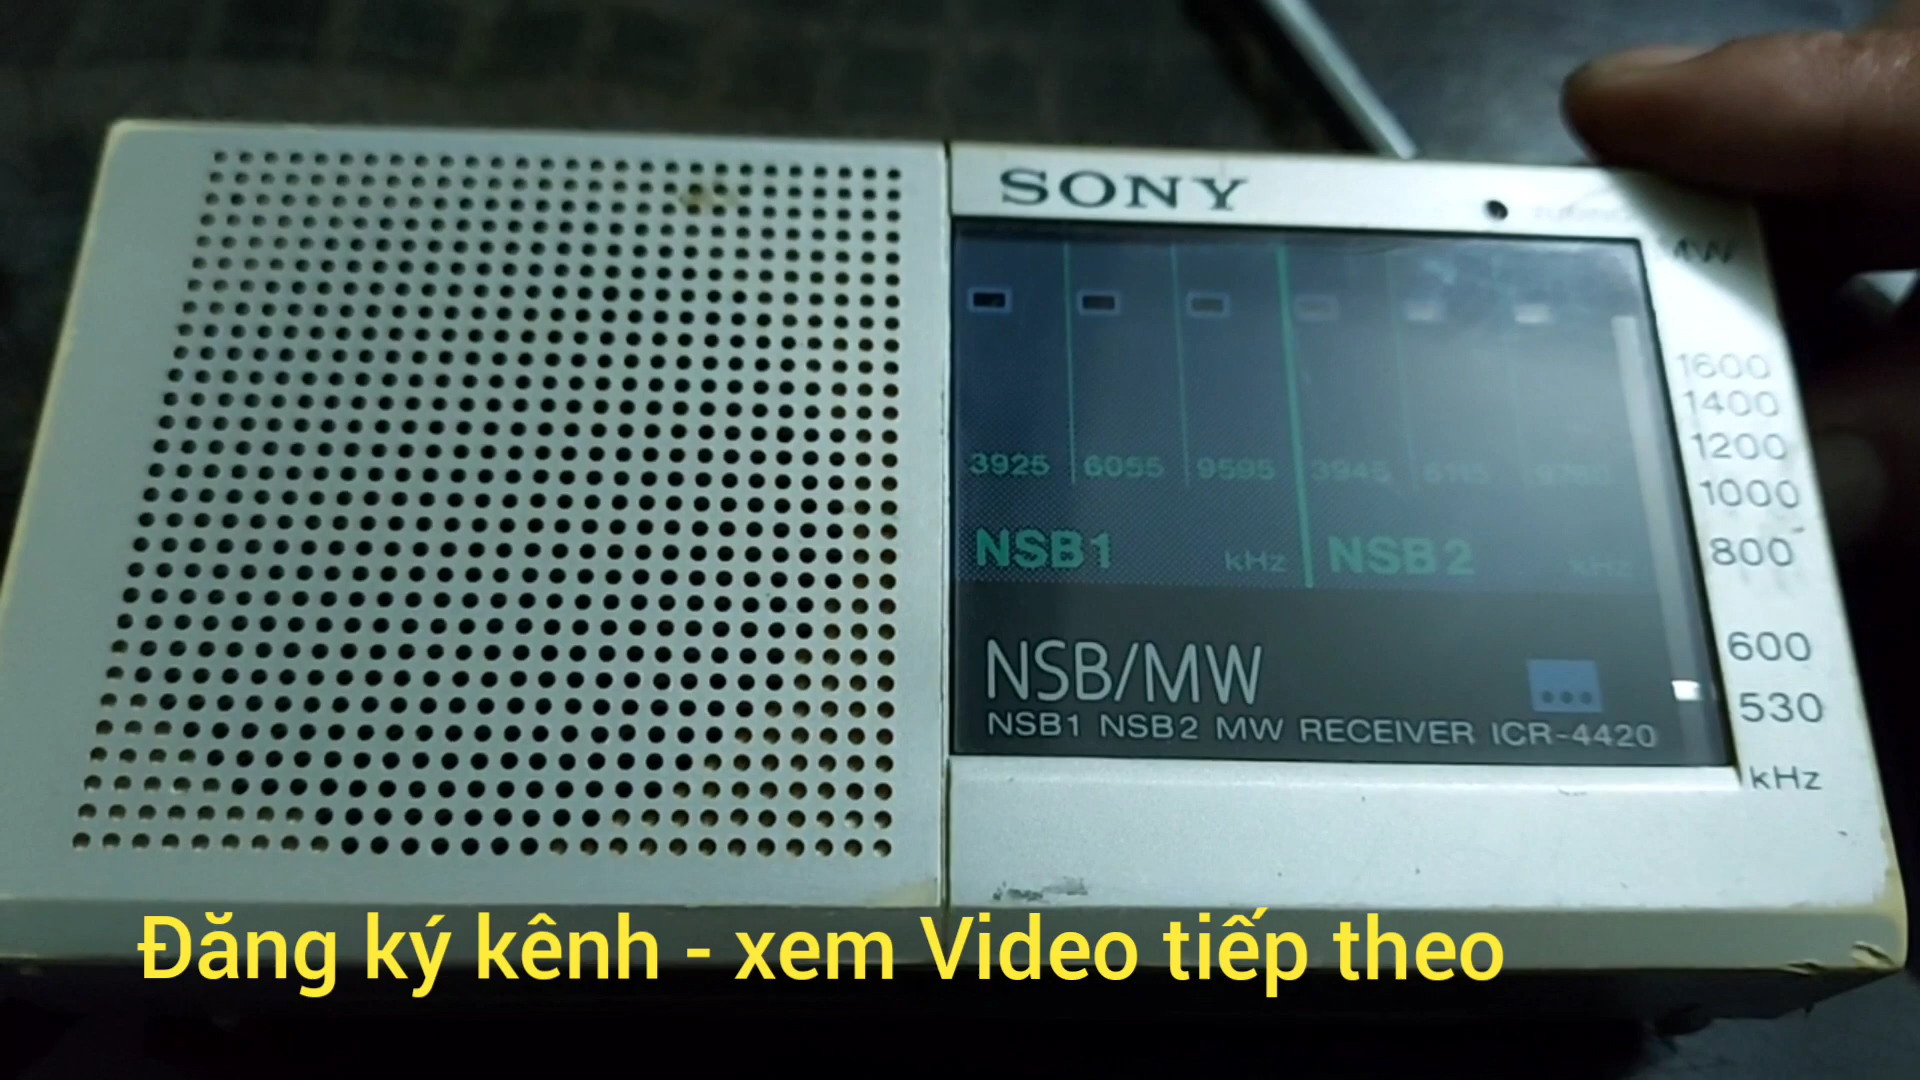 SONY
1600
1400
1200
1000
800
600
530
kHz
3925 6055 9595 3945
NSB1 kHz NSB2 kHz
NSB/MW
NSB1 NSB2 MW RECEIVER ICR-4420
Đăng ký kênh - xem Video tiếp theo